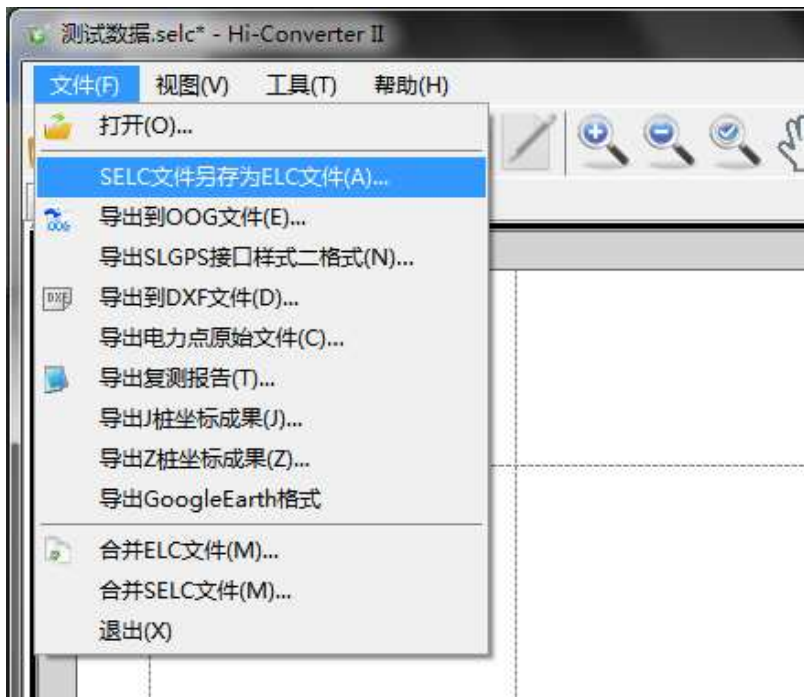 测试数据.selc* - Hi-Converter II
文件(F) 视图(V) 工具(T) 帮助(H)
打开(O)...
SELC文件另存为ELC文件(A)...
OOG
导出到OOG文件(E)...
导出SLGPS接口样式二格式(N)...
DXF
导出到DXF文件(D)...
导出电力点原始文件(C)...
导出复测报告(T)...
导出J桩坐标成果(J)...
导出Z桩坐标成果(Z)...
导出GoogleEarth格式
合并ELC文件(M)...
合并SELC文件(M)...
退出(X)